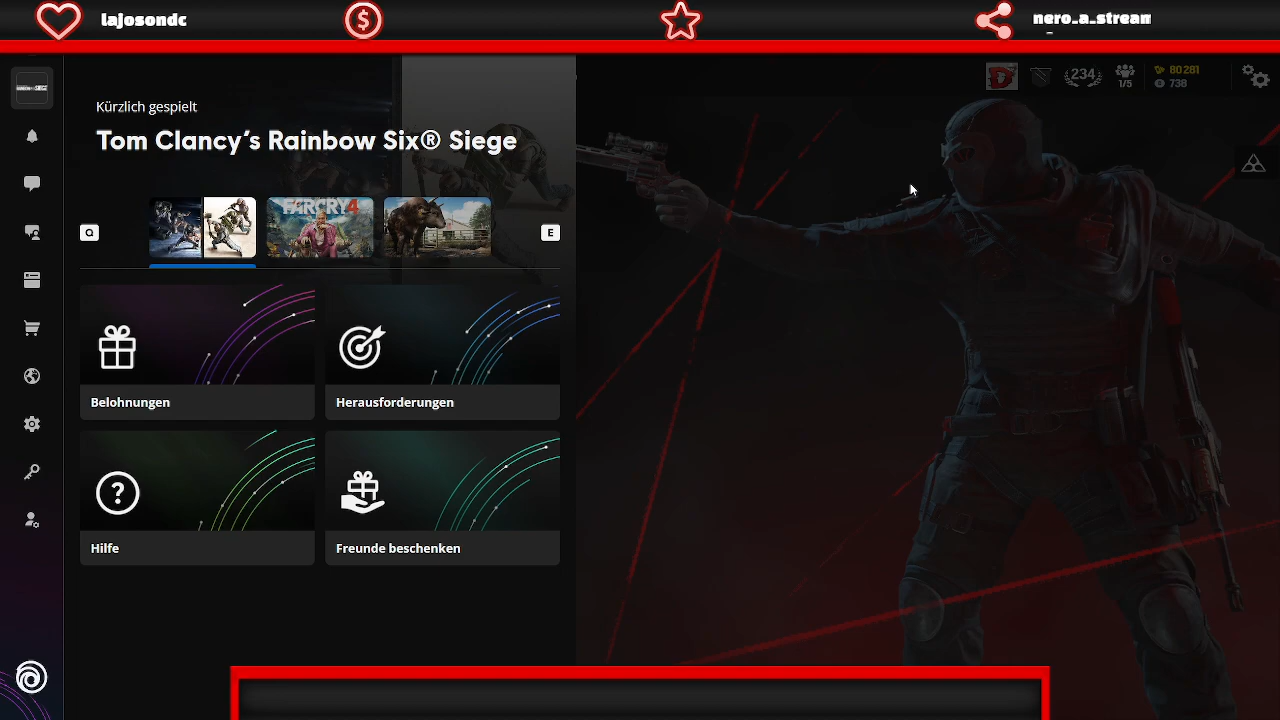 lajosondc
nero_a_stream
Kürzlich gespielt
Tom Clancy's Rainbow Six® Siege
234
1/5
80 281
738
FARCRY4
Q
E
Belohnungen
Herausforderungen
?
Hilfe
Freunde beschenken